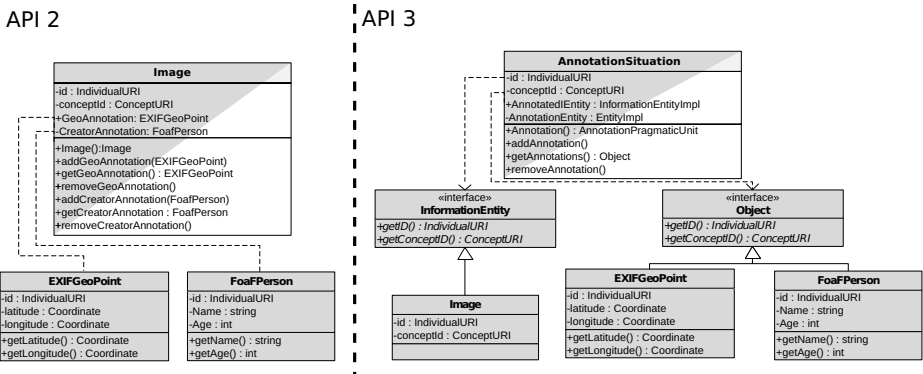 API 2
Image
-id : IndividualURI
-conceptId : ConceptURI
+GeoAnnotation: EXIFGeoPoint
-CreatorAnnotation: FoafPerson
+Image():Image
+addGeoAnnotation(EXIFGeoPoint)
+getGeoAnnotation() : EXIFGeoPoint
+removeGeoAnnotation()
+addCreatorAnnotation(FoafPerson)
+getCreatorAnnotation : FoafPerson
+removeCreatorAnnotation()
EXIFGeoPoint
-id : IndividualURI
-latitude : Coordinate
-longitude : Coordinate
+getLatitude() : Coordinate
+getLongitude() : Coordinate
FoaFPerson
-id : IndividualURI
-Name : string
-Age : int
+getName() : string
+getAge() : int
API 3
AnnotationSituation
-id : IndividualURI
-conceptId : ConceptURI
+AnnotatedIEntity : InformationEntityImpl
-AnnotationEntity : EntityImpl
+Annotation() : AnnotationPragmaticUnit
+addAnnotation()
+getAnnotations() : Object
+removeAnnotation()
«interface»
InformationEntity
+getID() : IndividualURI
+getConceptID() : ConceptURI
«interface»
Object
+getID() : IndividualURI
+getConceptID() : ConceptURI
Image
-id : IndividualURI
-conceptId : ConceptURI
EXIFGeoPoint
-id : IndividualURI
-latitude : Coordinate
-longitude : Coordinate
+getLatitude() : Coordinate
+getLongitude() : Coordinate
FoaFPerson
-id : IndividualURI
-Name : string
-Age : int
+getName() : string
+getAge() : int